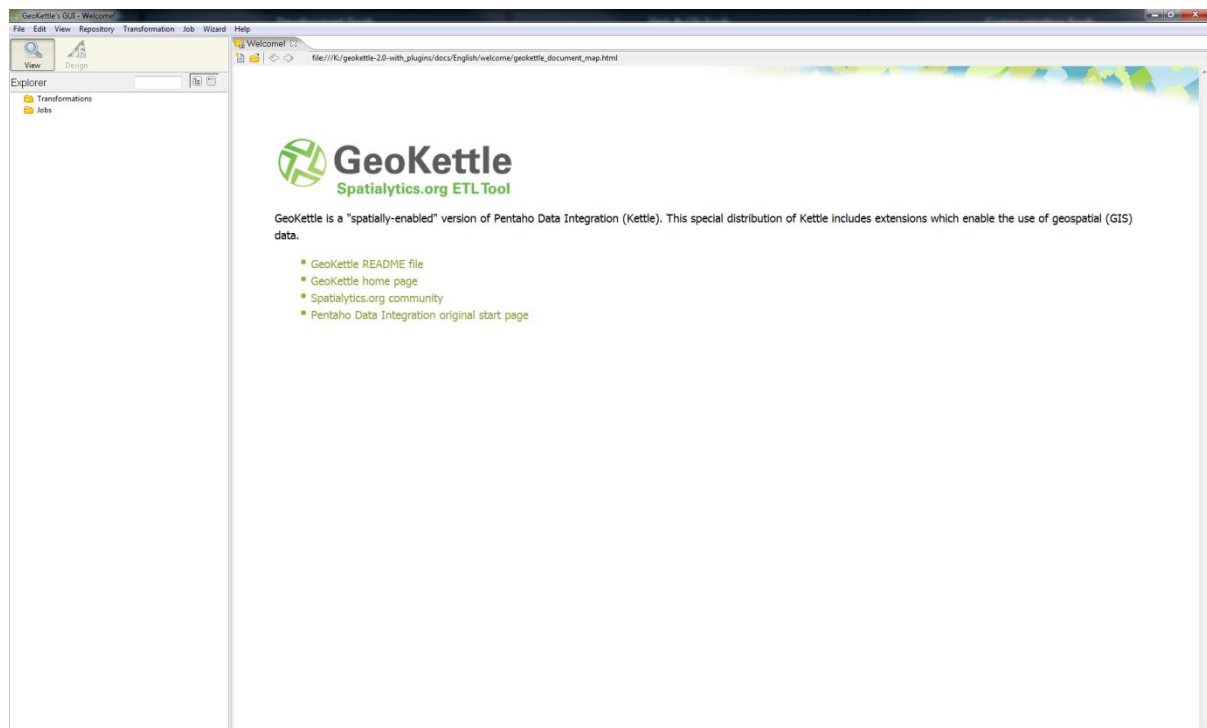 GeoKettle's GUI - Welcome!
File Edit View Repository Transformation Job Wizard Help
View
Design
Welcome!
file:///K:/geokettle-2.0-with_plugins/docs/English/welcome/geokettle_document_map.html
Explorer
Transformations
Jobs
GeoKettle
Spatialytics.org ETL Tool
GeoKettle is a "spatially-enabled" version of Pentaho Data Integration (Kettle). This special distribution of Kettle includes extensions which enable the use of geospatial (GIS)
data.
GeoKettle README file
GeoKettle home page
Spatialytics.org community
Pentaho Data Integration original start page